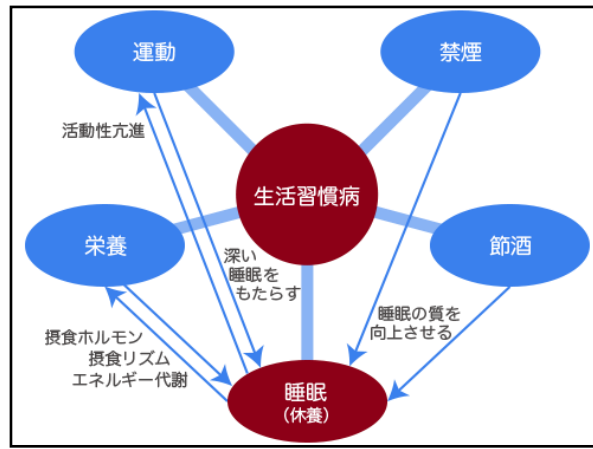 運動
禁煙
活動性亢進
生活習慣病
栄養
節酒
深い
睡眠を
もたらす
睡眠の質を
向上させる
摂食ホルモン
摂食リズム
エネルギー代謝
睡眠
(休養)